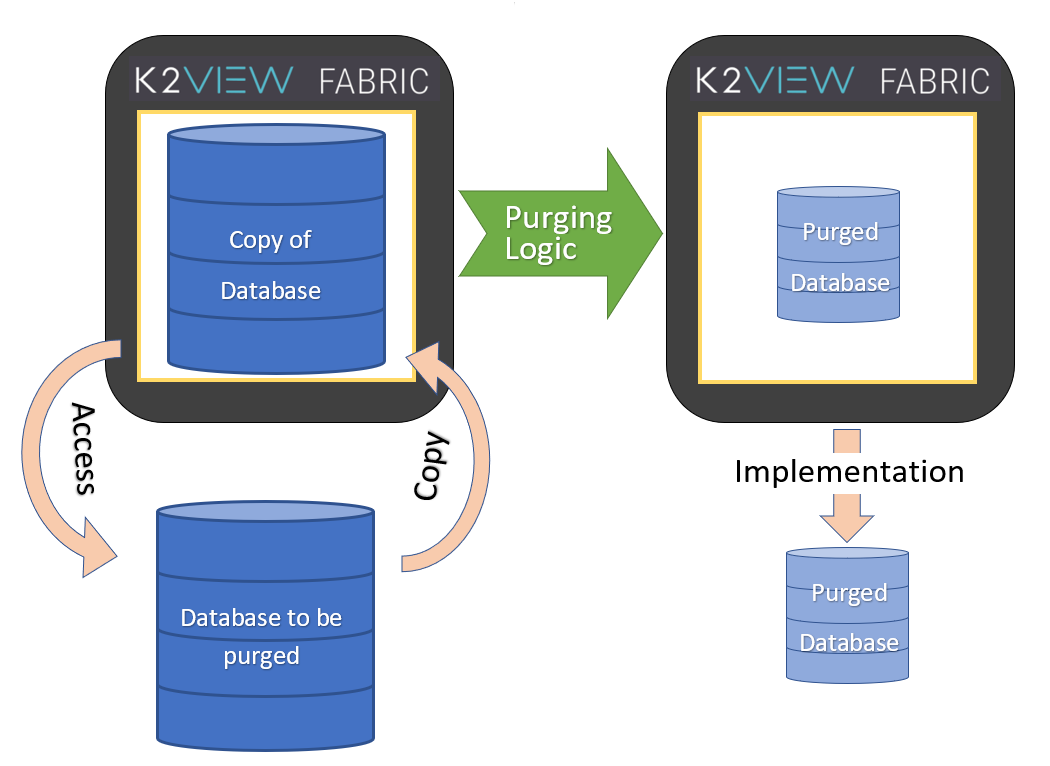 K2VIEW FABRIC
Copy of
Database
Purging
Logic
K2VIEW FABRIC
Purged
Database
Access
Copy
Database to be
purged
Implementation
Purged
Database